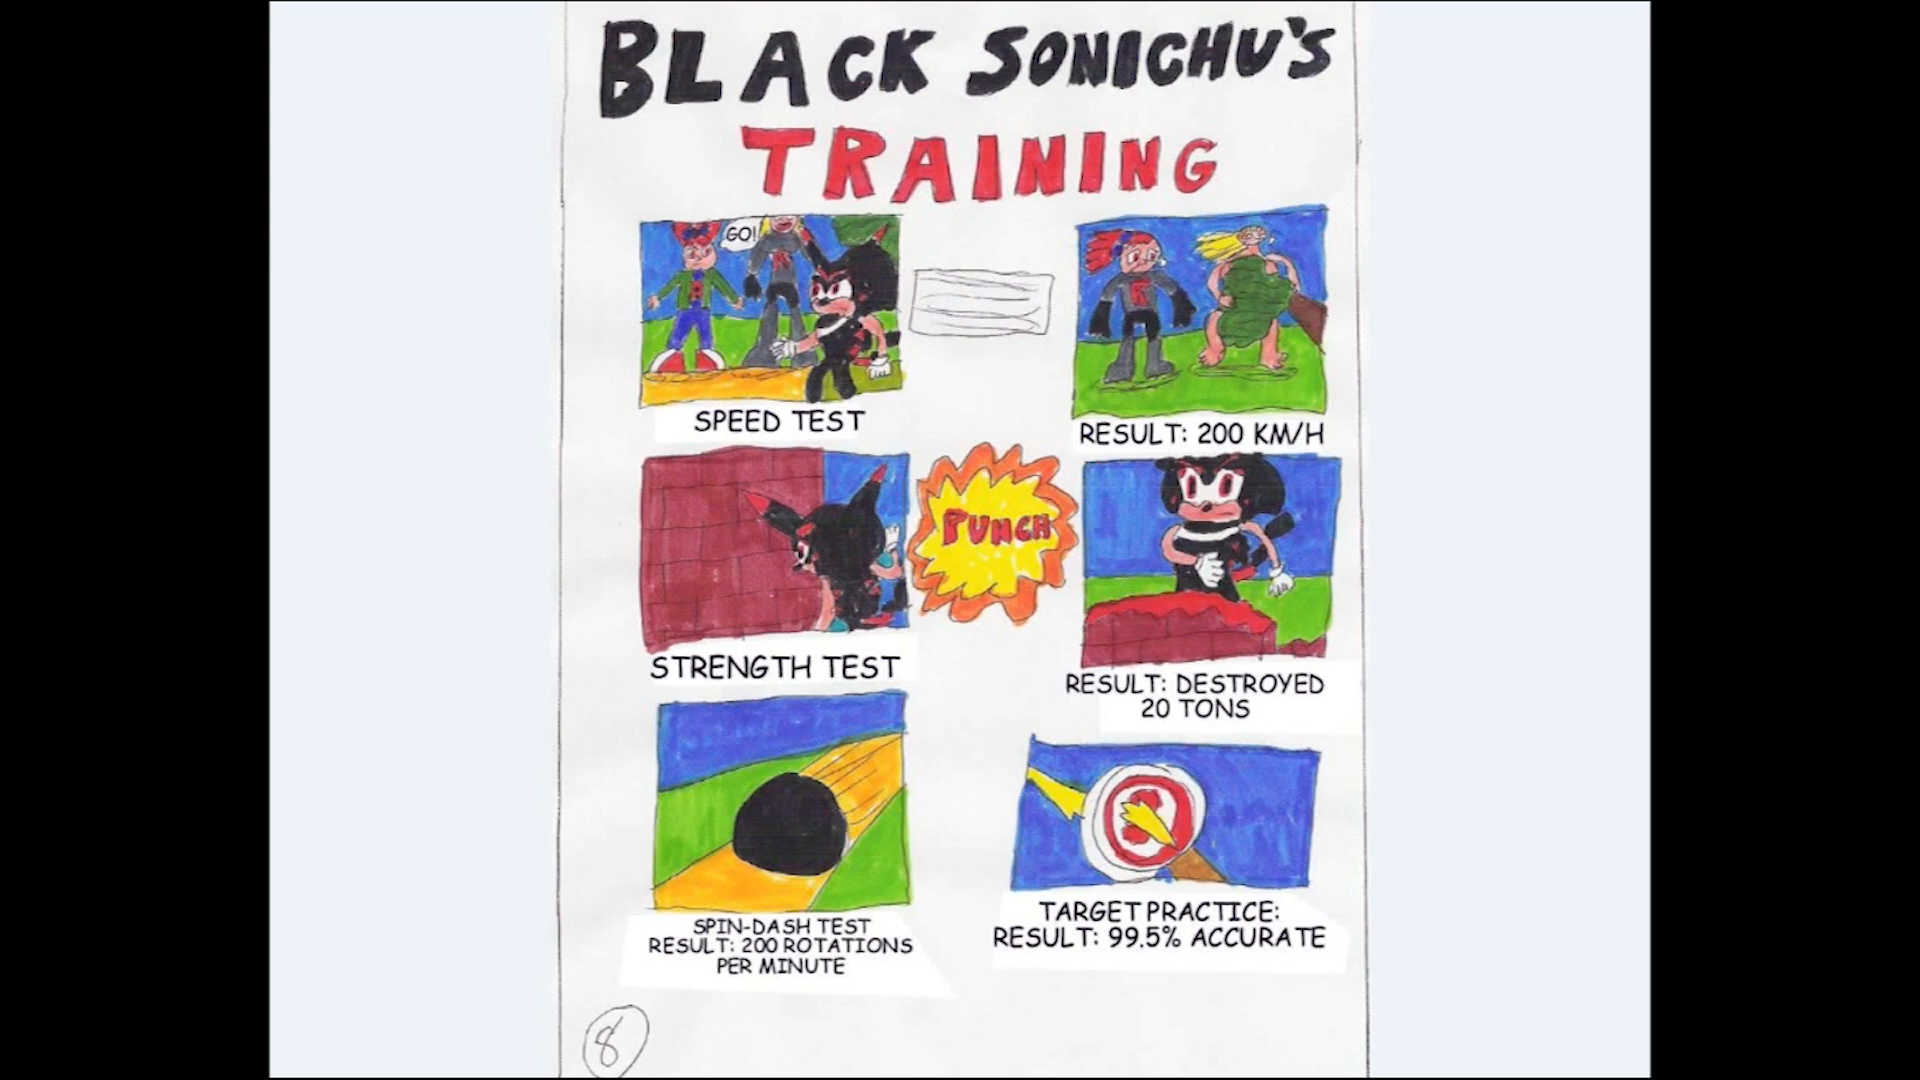 BLACK SONICHU'S
TRAINING
GO!
SPEED TEST
RESULT: 200 KM/H
STRENGTH TEST
PUNCH
RESULT: DESTROYED
20 TONS
SPIN-DASH TEST
RESULT: 200 ROTATIONS
PER MINUTE
TARGET PRACTICE:
RESULT: 99.5% ACCURATE
8